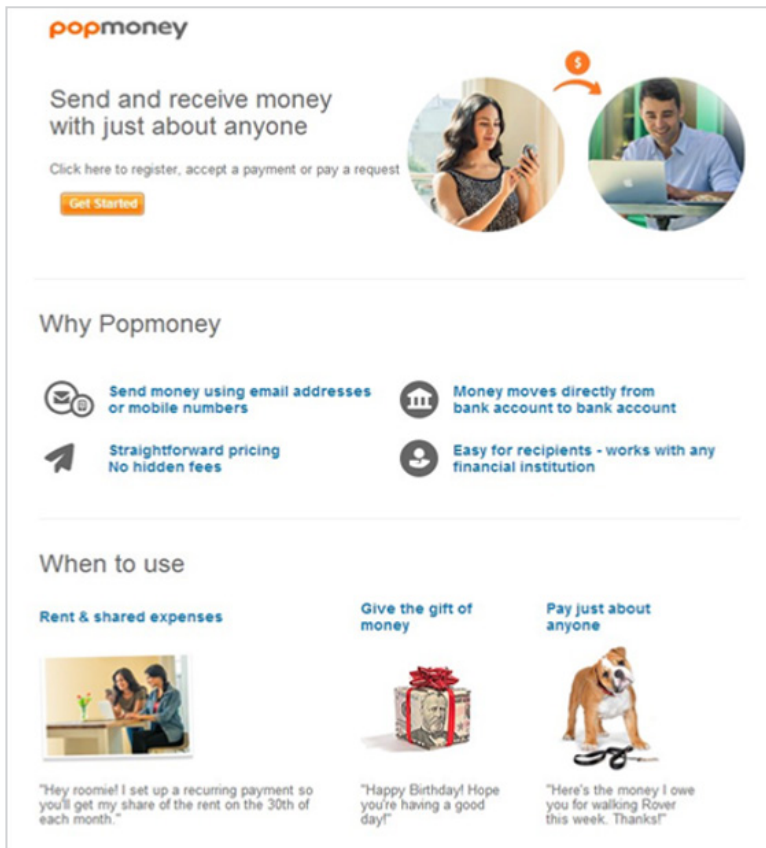 popmoney
Send and receive money
with just about anyone
Click here to register, accept a payment or pay a request
Get Started
$
Why Popmoney
Send money using email addresses
or mobile numbers
Money moves directly from
bank account to bank account
Straightforward pricing
No hidden fees
Easy for recipients - works with any
financial institution
When to use
Rent & shared expenses
Give the gift of
money
Pay just about
anyone
"Hey roomie! I set up a recurring payment so
you'll get my share of the rent on the 30th of
each month."
"Happy Birthday! Hope
you're having a good
day!"
"Here's the money I owe
you for walking Rover
this week. Thanks!"